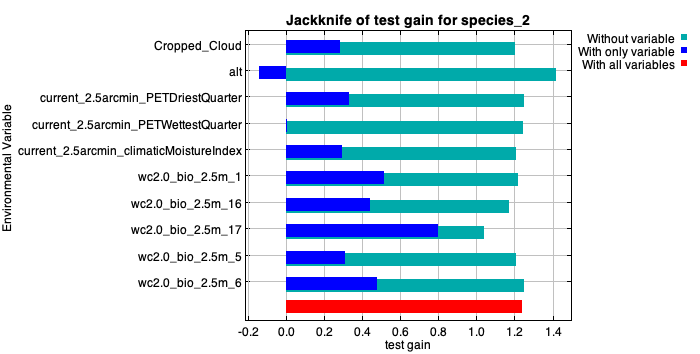 Jackknife of test gain for species_2
Without variable
With only variable
With all variables
Environmental Variable
Cropped_Cloud
alt
current_2.5arcmin_PETDriestQuarter
current_2.5arcmin_PETWettestQuarter
current_2.5arcmin_climaticMoistureIndex
wc2.0_bio_2.5m_1
wc2.0_bio_2.5m_16
wc2.0_bio_2.5m_17
wc2.0_bio_2.5m_5
wc2.0_bio_2.5m_6
-0.2 0.0 0.2 0.4 0.6 0.8 1.0 1.2 1.4
test gain